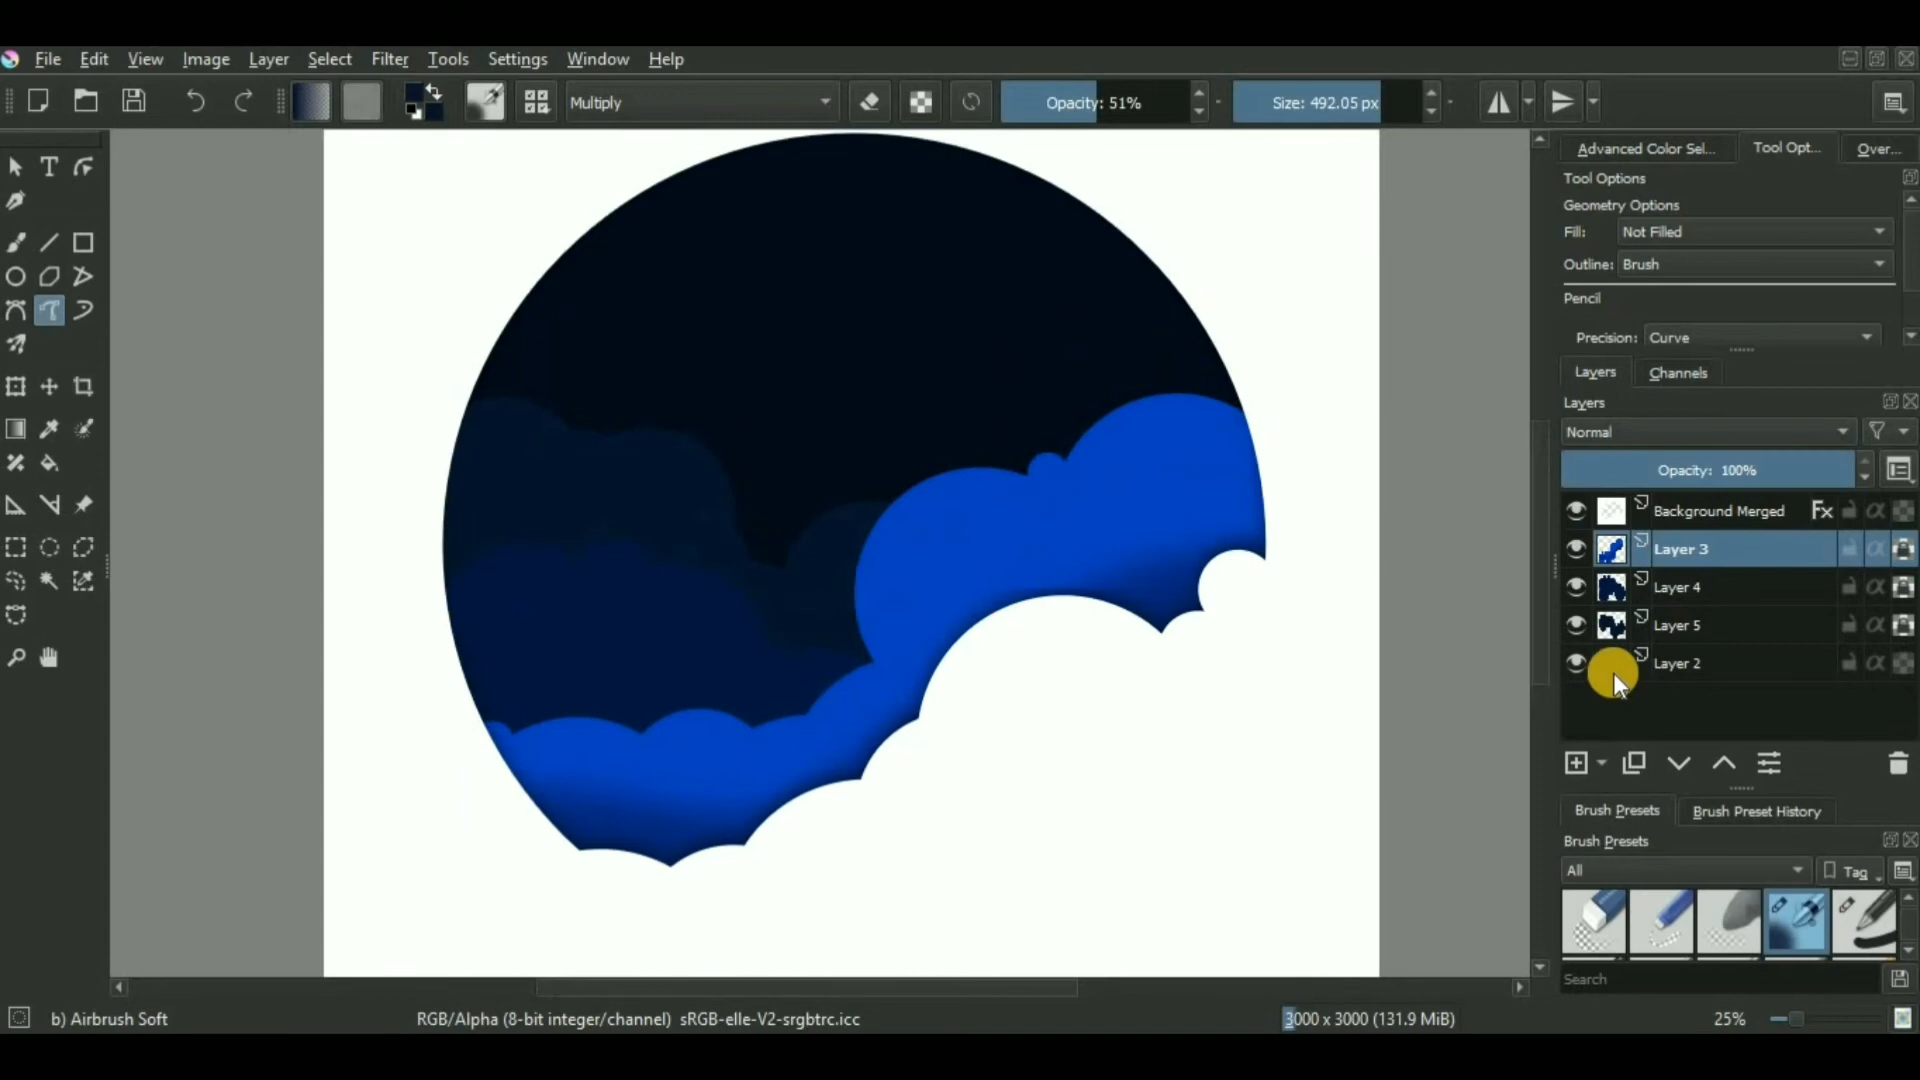 File Edit View Image Layer Select Filter Tools Settings Window Help
Multiply Opacity: 51% Size: 492.05 px
Advanced Color Sel... Tool Opt... Over...
Tool Options
Geometry Options
Fill: Not Filled
Outline: Brush
Pencil
Precision: Curve
Layers Channels
Layers
Normal
Opacity: 100%
Background Merged Fx
Layer 3
Layer 4
Layer 5
Layer 2
Brush Presets Brush Preset History
Brush Presets
All Tag
Search
b) Airbrush Soft RGB/Alpha (8-bit integer/channel) sRGB-elle-V2-srgbtrc.icc 3000 x 3000 (131.9 MiB) 25%